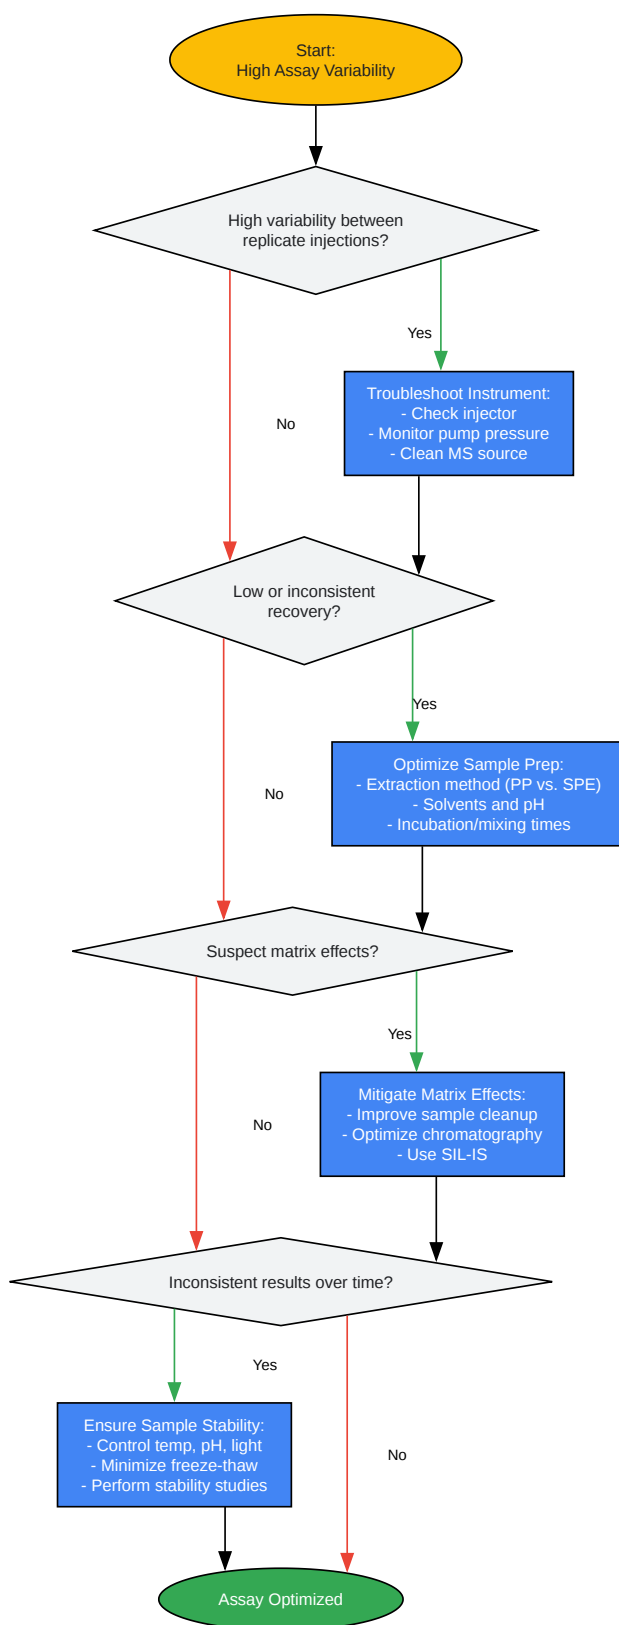 Start:
High Assay Variability
High variability between
replicate injections?
Yes
Troubleshoot Instrument:
- Check injector
- Monitor pump pressure
- Clean MS source
No
Low or inconsistent
recovery?
Yes
Optimize Sample Prep:
- Extraction method (PP vs. SPE)
- Solvents and pH
- Incubation/mixing times
No
Suspect matrix effects?
Yes
Mitigate Matrix Effects:
- Improve sample cleanup
- Optimize chromatography
- Use SIL-IS
No
Inconsistent results over time?
Yes
Ensure Sample Stability:
- Control temp, pH, light
- Minimize freeze-thaw
- Perform stability studies
No
Assay Optimized